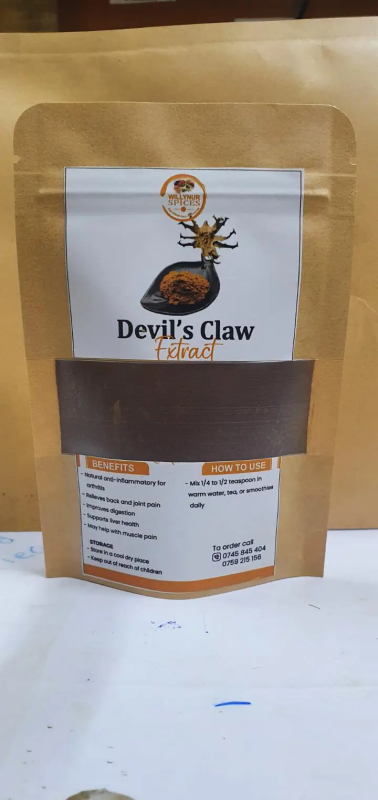 WILLYNUR
SPICES
Devil's Claw
Extract
BENEFITS
- Natural anti-inflammatory for
arthritis
- Relieves back and joint pain
- Improves digestion
- Supports liver health
- May help with muscle pain
STORAGE
- Store in a cool dry place
- Keep out of reach of children
HOW TO USE
- Mix 1/4 to 1/2 teaspoon in
warm water, tea, or smoothies
daily
To order call
0745 845 404
0759 215 156